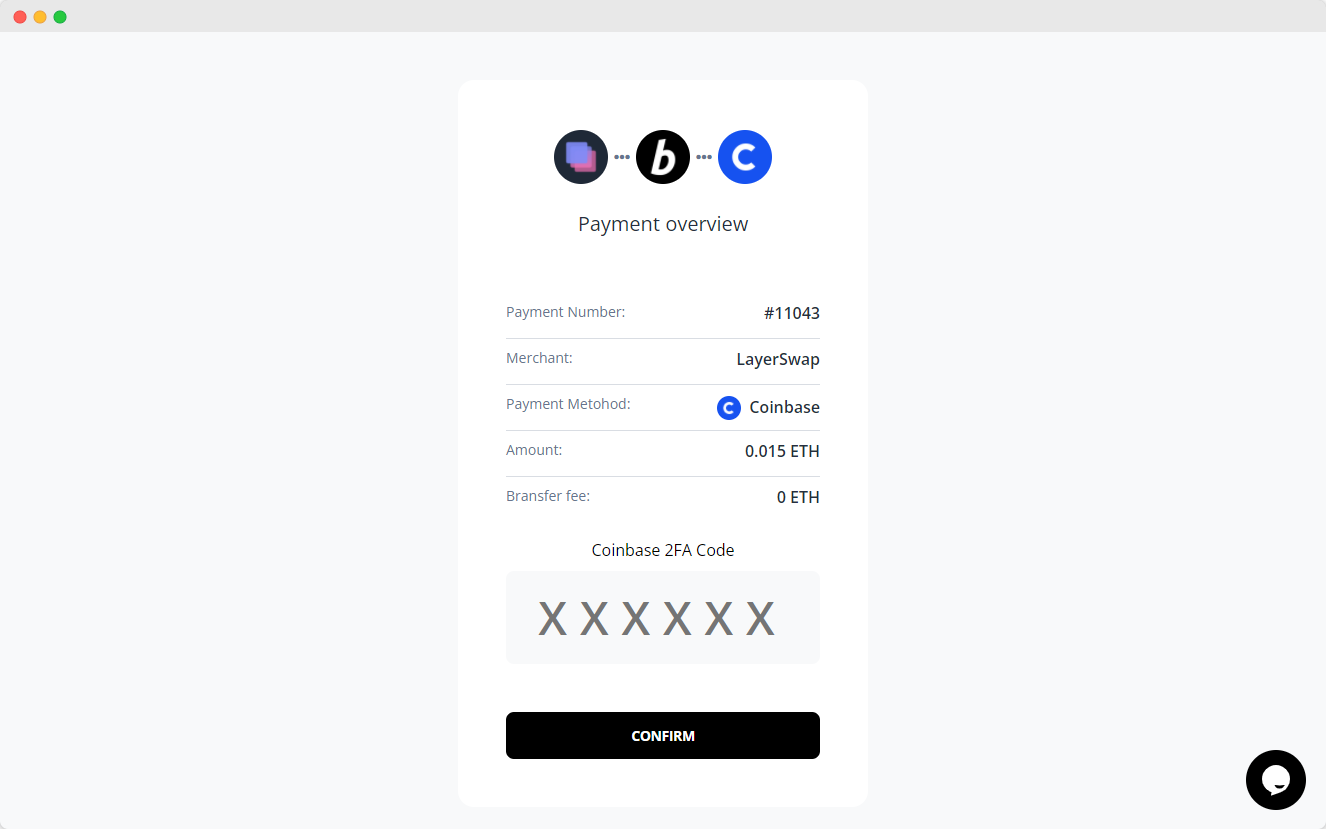 b
C
Payment overview
Payment Number: #11043
Merchant: LayerSwap
Payment Metohod: C Coinbase
Amount: 0.015 ETH
Bransfer fee: 0 ETH
Coinbase 2FA Code
X X X X X X
CONFIRM